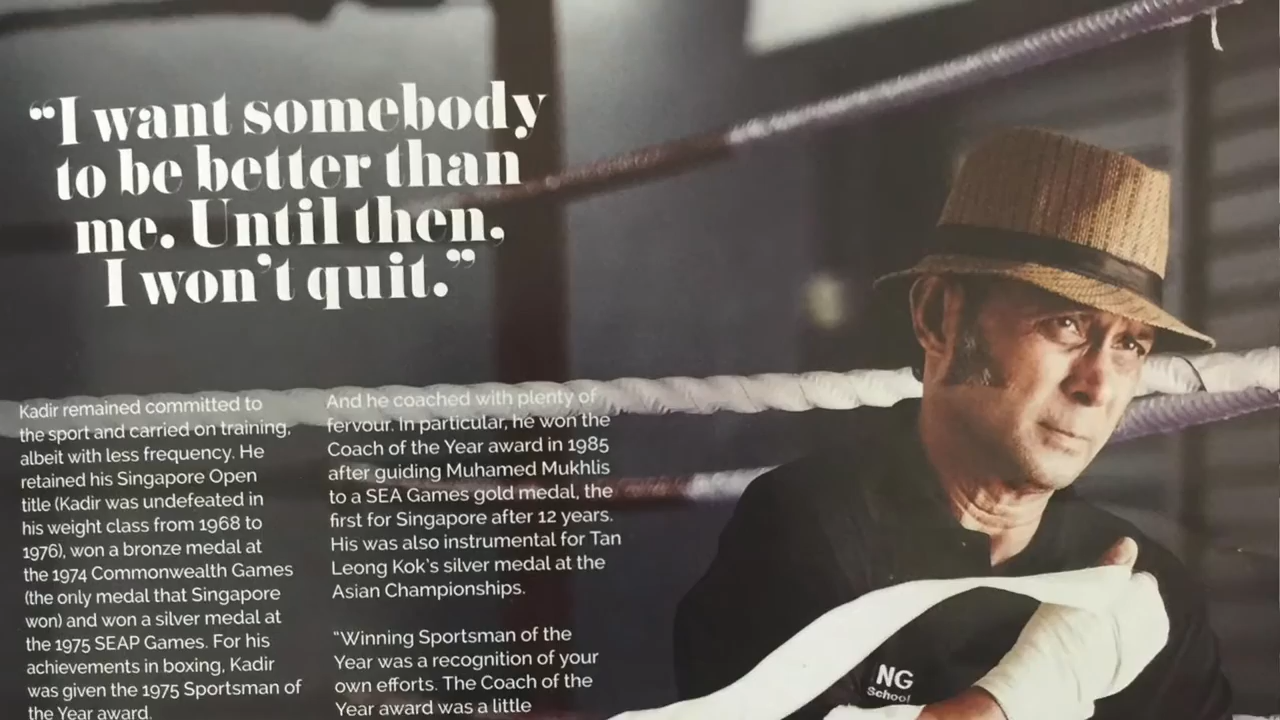 “I want somebody
to be better than
me. Until then,
I won’t quit.”
Kadir remained committed to
the sport and carried on training,
albeit with less frequency. He
retained his Singapore Open
title (Kadir was undefeated in
his weight class from 1968 to
1976), won a bronze medal at
the 1974 Commonwealth Games
(the only medal that Singapore
won) and won a silver medal at
the 1975 SEAP Games. For his
achievements in boxing, Kadir
was given the 1975 Sportsman of
the Year award.
And he coached with plenty of
fervour. In particular, he won the
Coach of the Year award in 1985
after guiding Muhamed Mukhlis
to a SEA Games gold medal, the
first for Singapore after 12 years.
His was also instrumental for Tan
Leong Kok’s silver medal at the
Asian Championships.
“Winning Sportsman of the
Year was a recognition of your
own efforts. The Coach of the
Year award was a little
NG
School